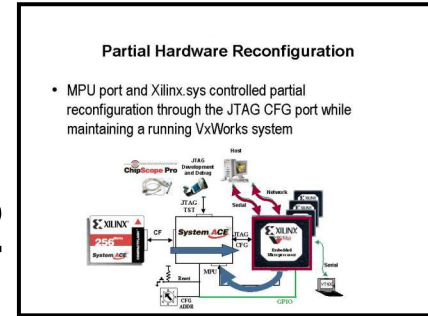 Partial Hardware Reconfiguration
• MPU port and Xilinx.sys controlled partial
reconfiguration through the JTAG CFG port while
maintaining a running VxWorks system
Host
JTAG
Development
and Debug
ChipScope Pro
Network
Serial
JTAG
TST
XILINX
256
System ACE
CF
System ACE
JTAG
CFG
XILINX
Embedded
Serial
MPU
Reset
CFG
ADDR
GPIO